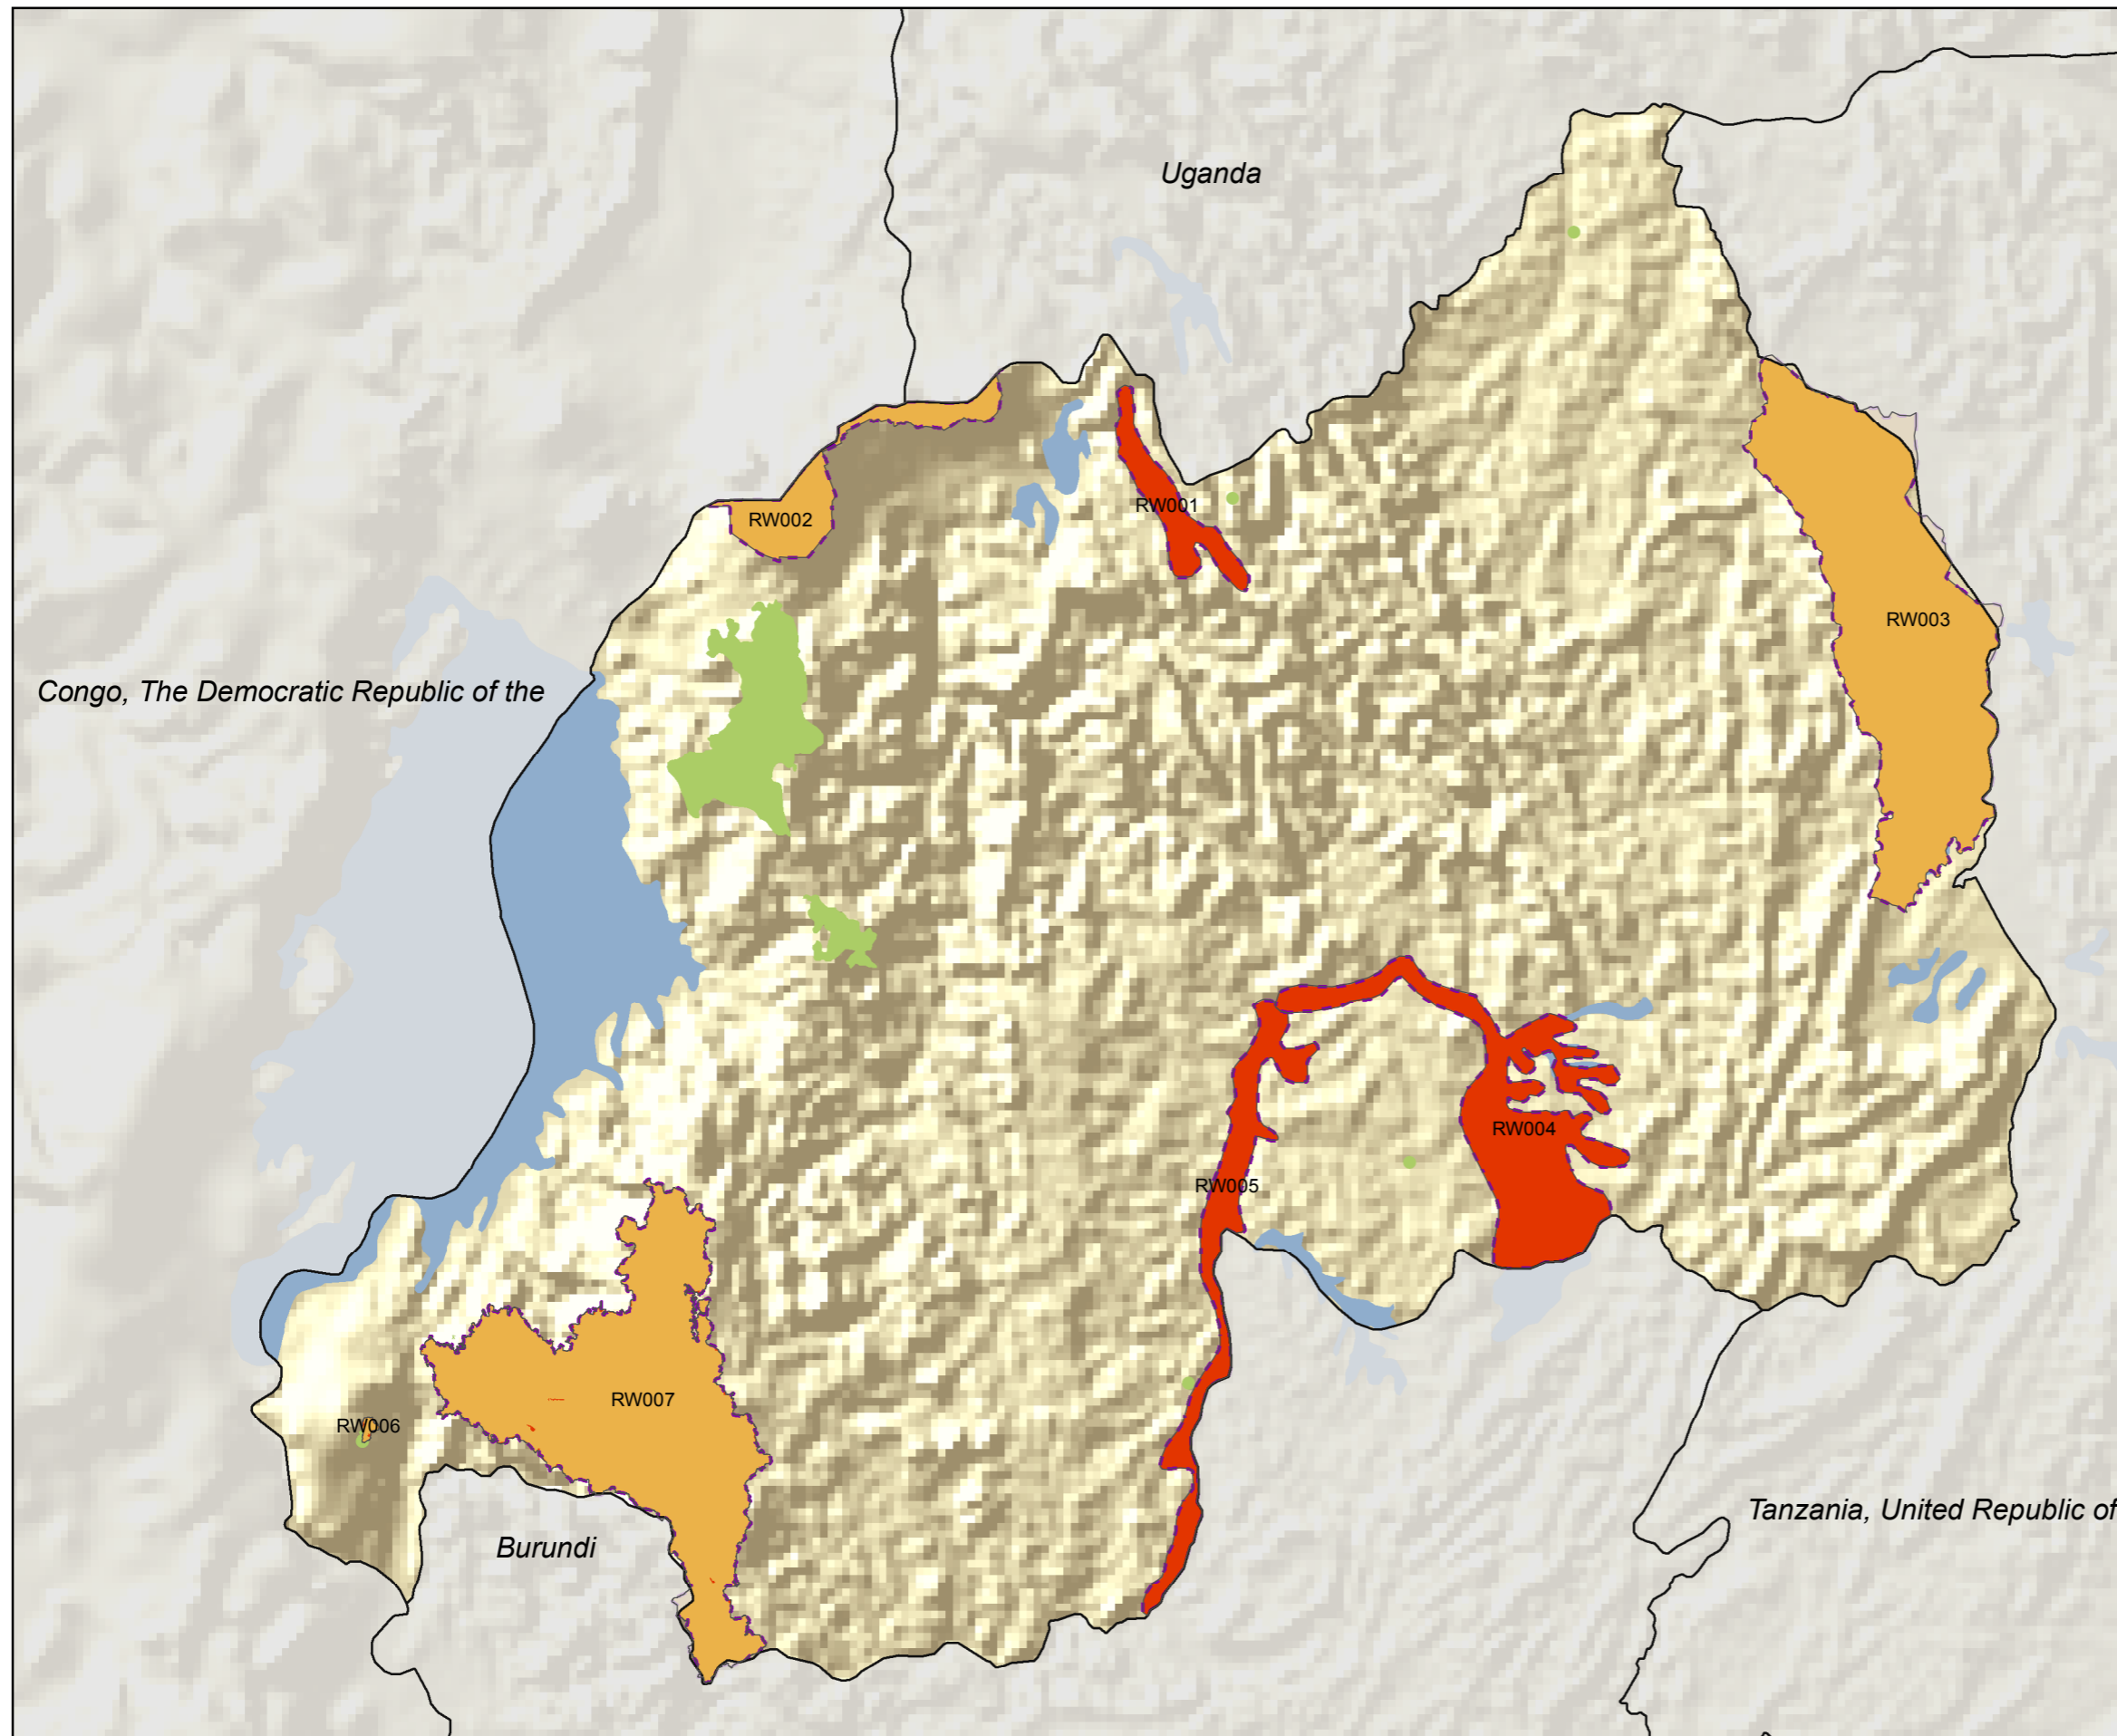 Uganda
RW001
RW002
RW003
Congo, The Democratic Republic of the
RW004
RW005
RW007
RW006
Tanzania, United Republic of
Burundi